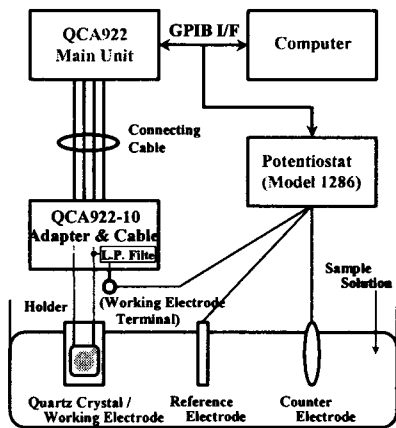 QCA922
Main Unit
GPIB I/F
Computer
Connecting
Cable
Potentiostat
(Model 1286)
QCA922-10
Adapter & Cable
L.P. Filte
Holder
(Working Electrode
Terminal)
Sample
Solution
Quartz Crystal /
Working Electrode
Reference
Electrode
Counter
Electrode